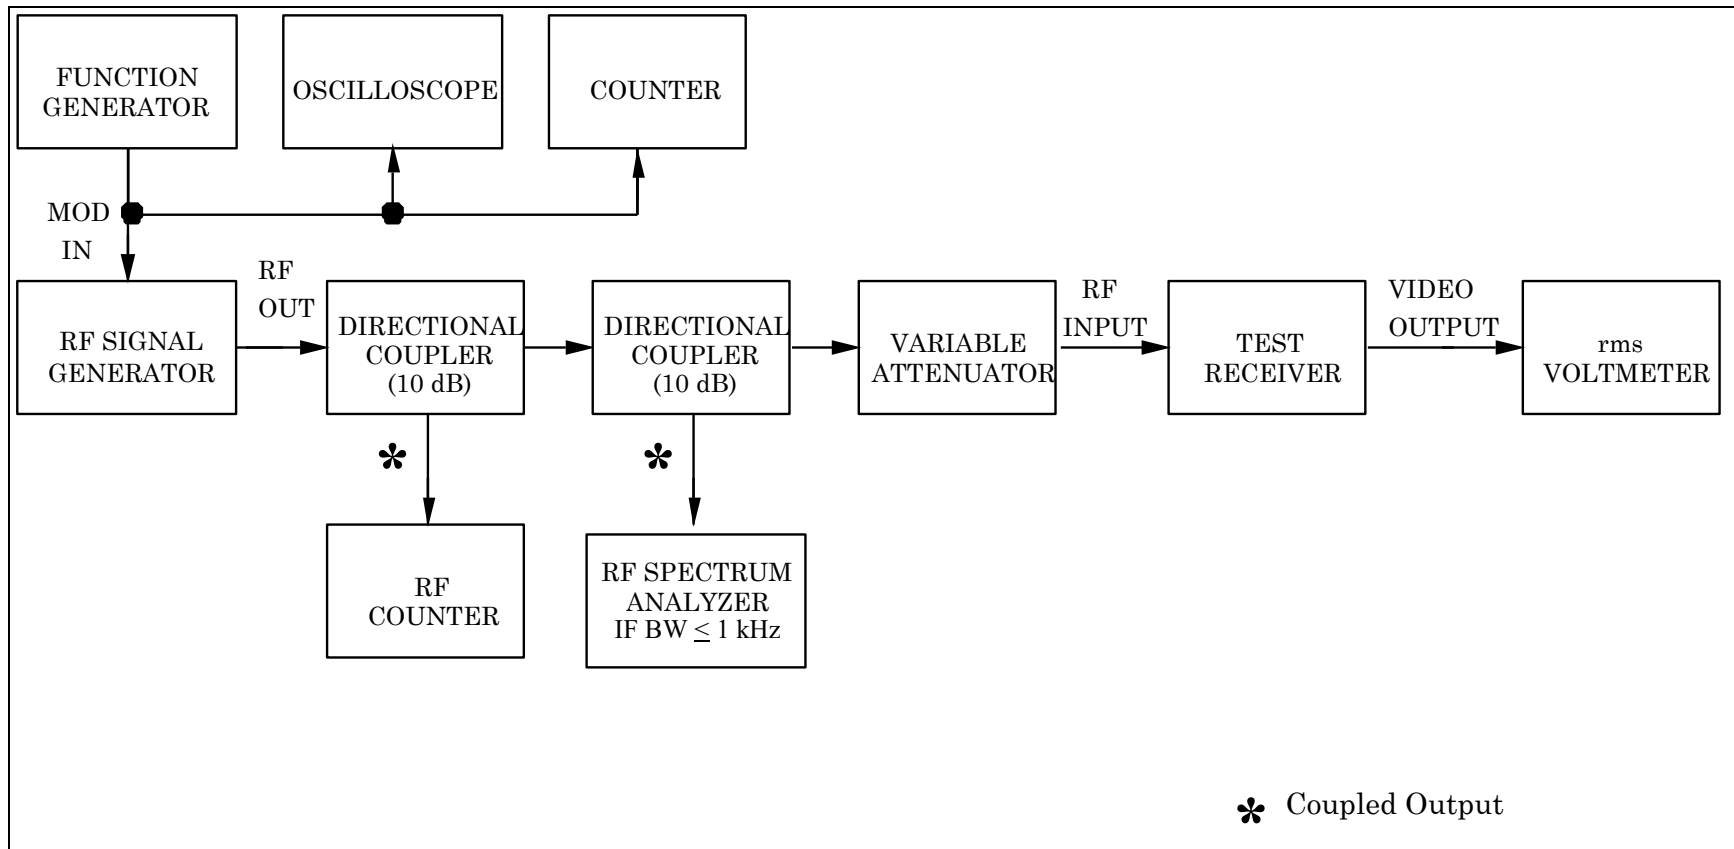 FUNCTION
GENERATOR
OSCILLOSCOPE
COUNTER
MOD
IN
RF SIGNAL
GENERATOR
RF
OUT
DIRECTIONAL
COUPLER
(10 dB)
DIRECTIONAL
COUPLER
(10 dB)
VARIABLE
ATTENUATOR
RF
INPUT
TEST
RECEIVER
VIDEO
OUTPUT
rms
VOLTMETER
*
*
RF
COUNTER
RF SPECTRUM
ANALYZER
IF BW ≤ 1 kHz
* Coupled Output